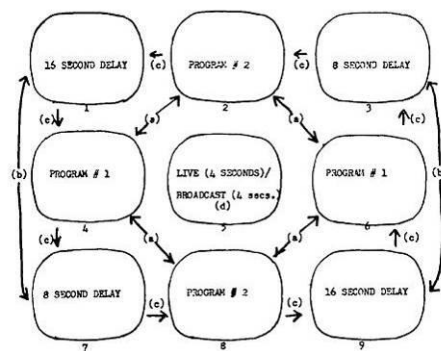 16 SECOND DELAY
(c)
PROGRAM # 2
(c)
8 SECOND DELAY
1
2
3
(c)
(a)
(a)
(c)
(b)
PROGRAM # 1
LIVE (4 SECONDS)/
BROADCAST (4 secs.)
(d)
PROGRAM # 1
(b)
4
5
6
(c)
(a)
(a)
(c)
8 SECOND DELAY
(c)
PROGRAM # 2
(c)
16 SECOND DELAY
7
8
9